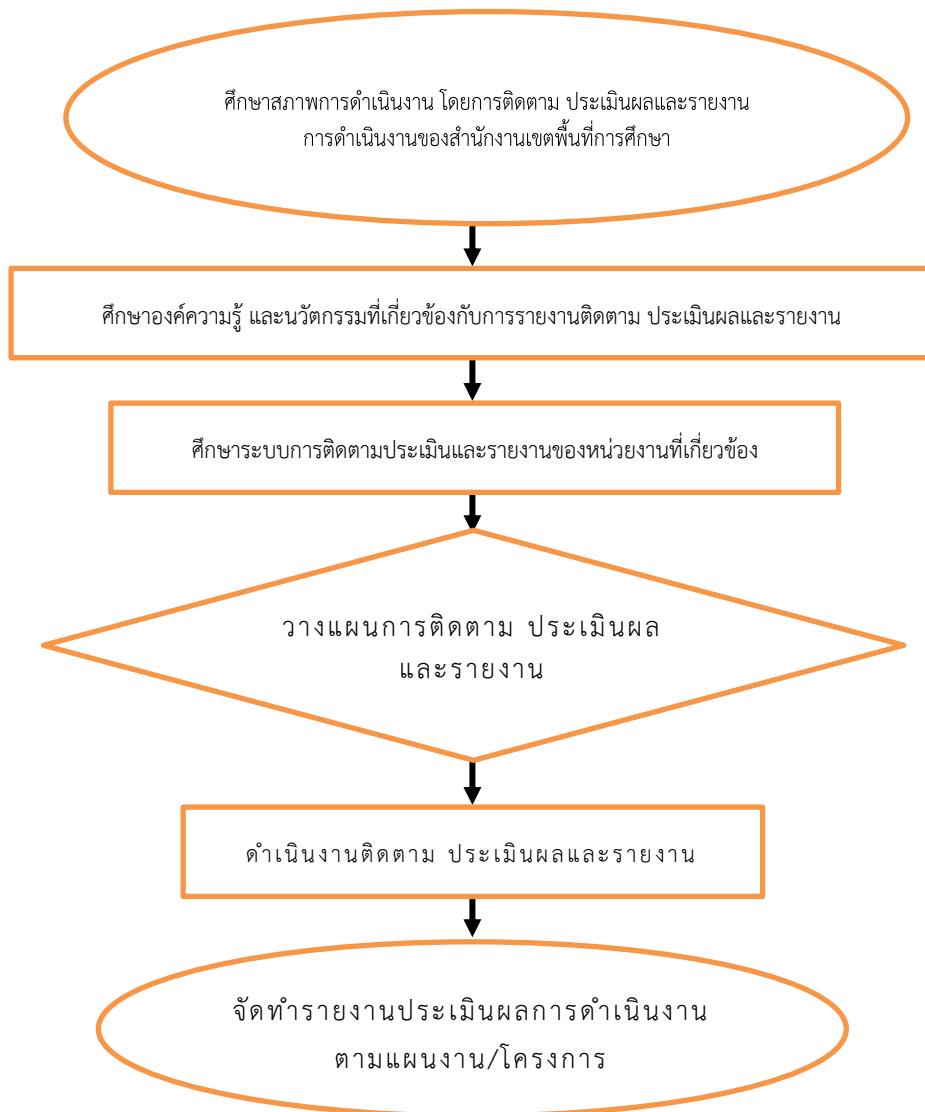 ศึกษาสภาพการดำเนินงาน โดยการติดตาม ประเมินผลและรายงาน
การดำเนินงานของสำนักงานเขตพื้นที่การศึกษา
ศึกษาองค์ความรู้ และนวัตกรรมที่เกี่ยวข้องกับการรายงานติดตาม ประเมินผลและรายงาน
ศึกษาระบบการติดตามประเมินและรายงานของหน่วยงานที่เกี่ยวข้อง
วางแผนการติดตาม ประเมินผล
และรายงาน
ดำเนินงานติดตาม ประเมินผลและรายงาน
จัดทำรายงานประเมินผลการดำเนินงาน
ตามแผนงาน/โครงการ